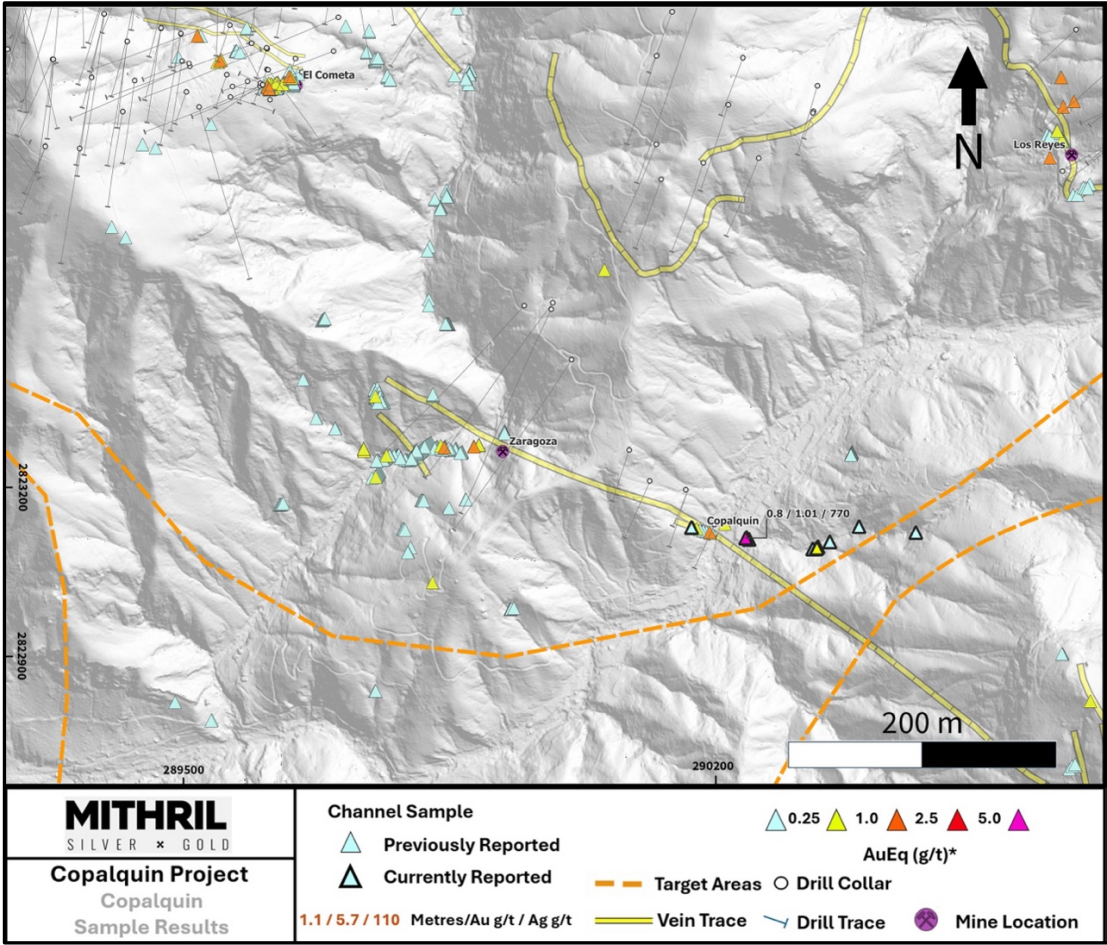 El Cometa
N
Los Reyes
Zaragoza
Copalquin
0.8 / 1.01 / 770
2823200
2822900
200 m
289500
290200
MITHRIL
SILVER × GOLD
Copalquin Project
Copalquin
Sample Results
Channel Sample
Previously Reported
Currently Reported
1.1 / 5.7 / 110 Metres/Au g/t / Ag g/t
0.25 1.0 2.5 5.0
AuEq (g/t)*
Target Areas Drill Collar
Vein Trace Drill Trace Mine Location